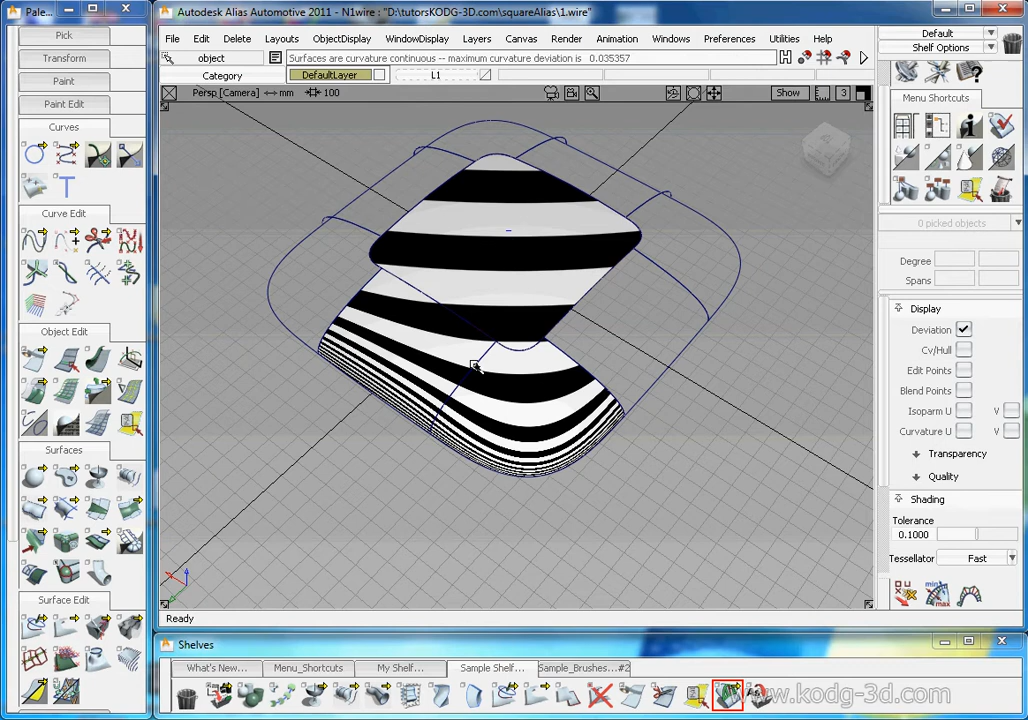 Pale...
Autodesk Alias Automotive 2011 - N1wire : "D:\tutorsKODG-3D.com\squareAlias\1.wire"
Pick
Transform
Paint
Paint Edit
Curves
Curve Edit
Object Edit
Surfaces
Surface Edit
File Edit Delete Layouts ObjectDisplay WindowDisplay Layers Canvas Render Animation Windows Preferences Utilities Help
object
Surfaces are curvature continuous -- maximum curvature deviation is 0.035357
Category
DefaultLayer
L1
Persp [Camera] mm 100
Show
3
Default
Shelf Options
Menu Shortcuts
0 picked objects
Degree
Spans
Display
Deviation
Cv/Hull
Edit Points
Blend Points
Isoparm U V
Curvature U V
Transparency
Quality
Shading
Tolerance
0.1000
Tessellator Fast
Ready
Shelves
What's New... Menu_Shortcuts My Shelf... Sample Shelf... Sample_Brushes...#2
www.kodg-3d.com